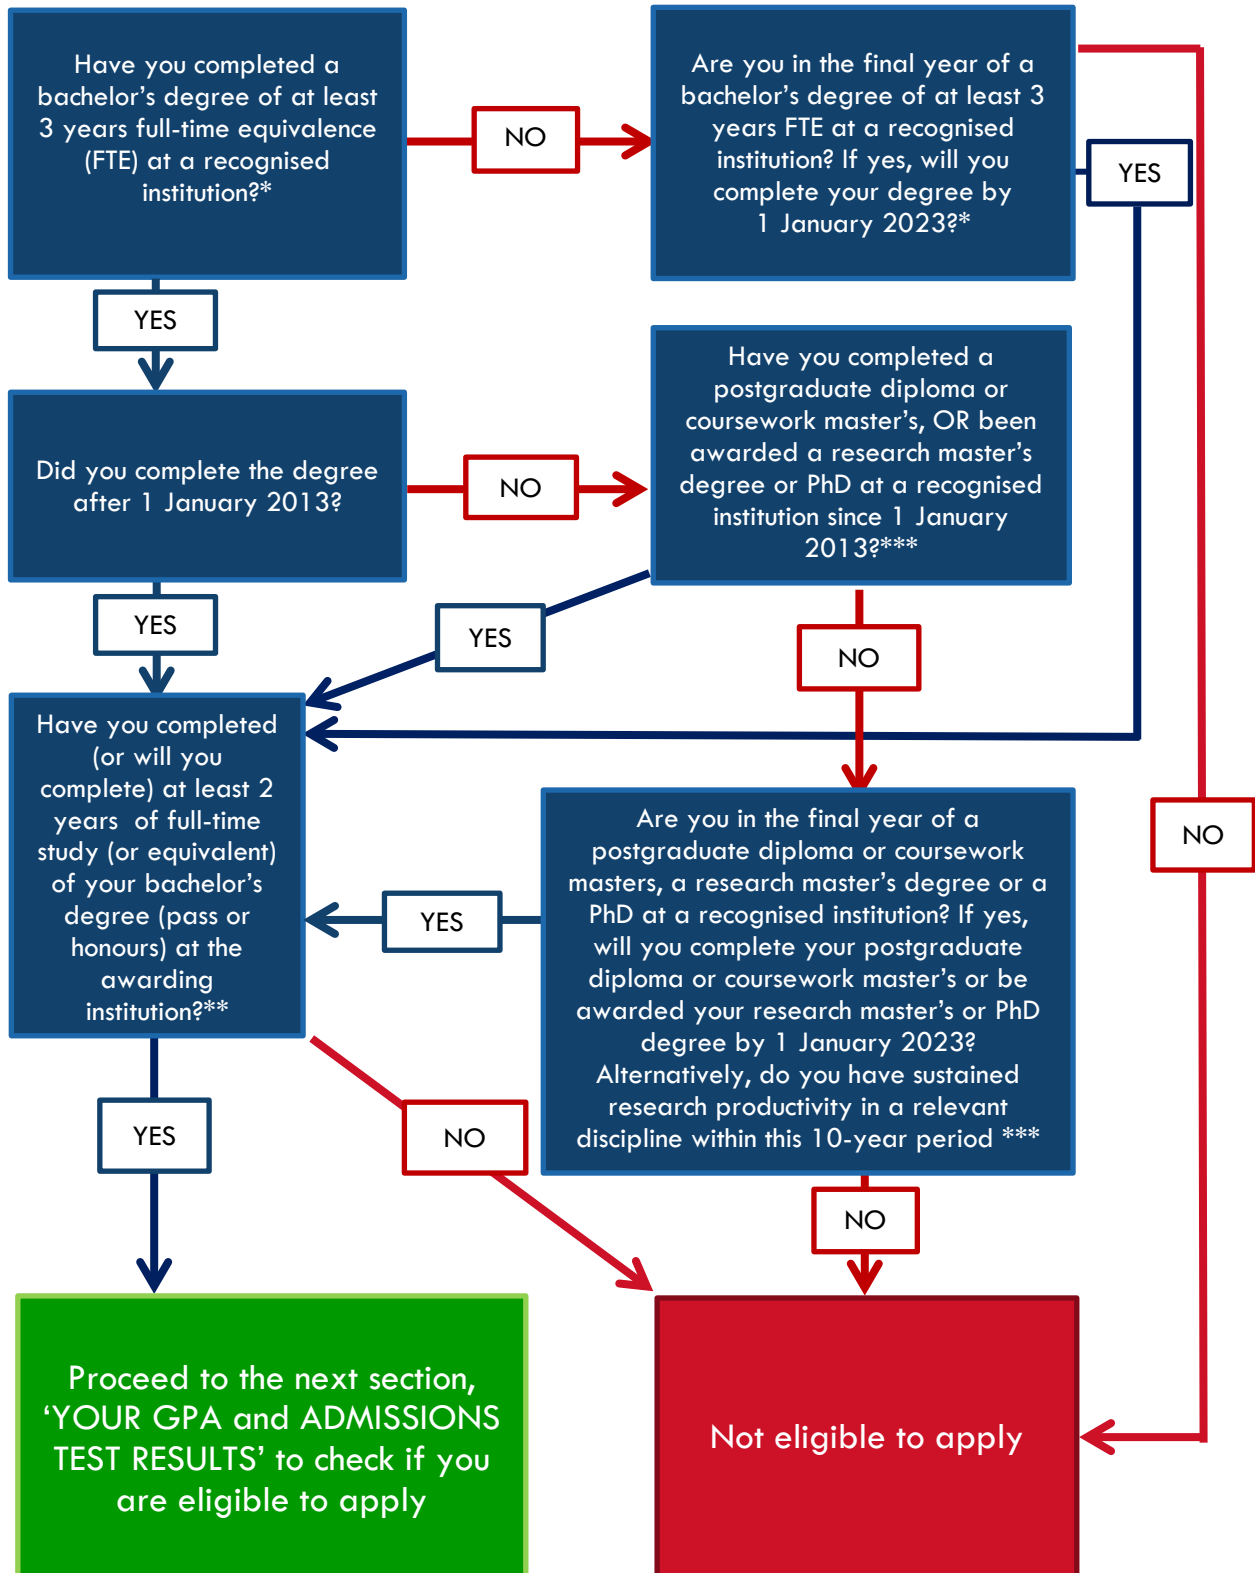 Have you completed a
bachelor's degree of at least
3 years full-time equivalence
(FTE) at a recognised
institution?*
NO
Are you in the final year of a
bachelor's degree of at least 3
years FTE at a recognised
institution? If yes, will you
complete your degree by
1 January 2023?*
YES
YES
Did you complete the degree
after 1 January 2013?
NO
Have you completed a
postgraduate diploma or
coursework master's, OR been
awarded a research master's
degree or PhD at a recognised
institution since 1 January
2013?***
YES
YES
NO
Have you completed
(or will you
complete) at least 2
years of full-time
study (or equivalent)
of your bachelor's
degree (pass or
honours) at the
awarding
institution?**
YES
Are you in the final year of a
postgraduate diploma or coursework
masters, a research master's degree or a
PhD at a recognised institution? If yes,
will you complete your postgraduate
diploma or coursework master's or be
awarded your research master's or PhD
degree by 1 January 2023?
Alternatively, do you have sustained
research productivity in a relevant
discipline within this 10-year period ***
NO
YES
NO
NO
Proceed to the next section,
‘YOUR GPA and ADMISSIONS
TEST RESULTS’ to check if you
are eligible to apply
Not eligible to apply